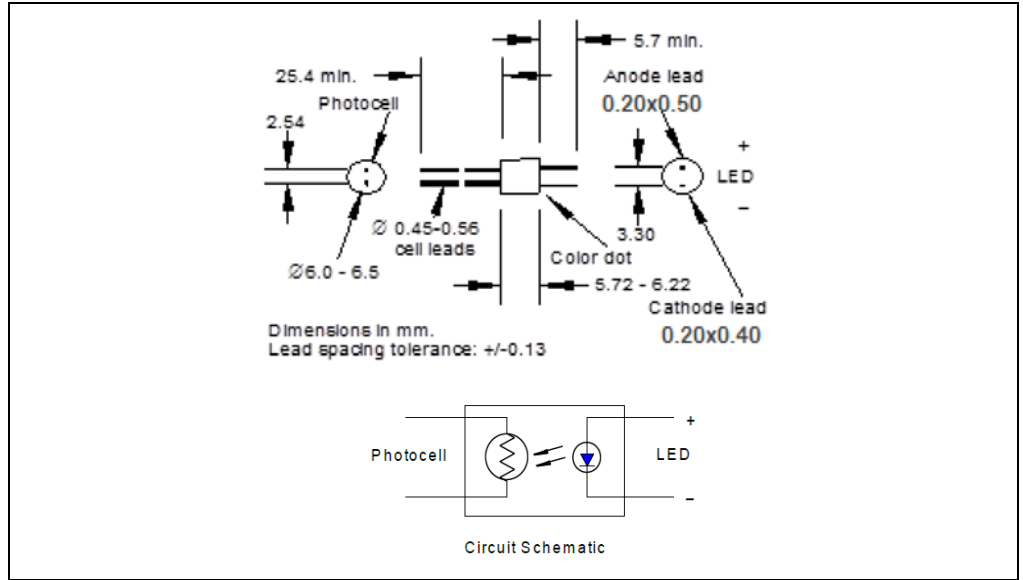 5.7 min.
25.4 min.
Anode lead
0.20x0.50
Photocell
2.54
+
LED
−
Ø 0.45-0.56
cell leads
3.30
Color dot
Ø6.0 - 6.5
5.72 - 6.22
Cathode lead
0.20x0.40
Dimensions in mm.
Lead spacing tolerance: +/-0.13
+
Photocell
LED
−
Circuit Schematic